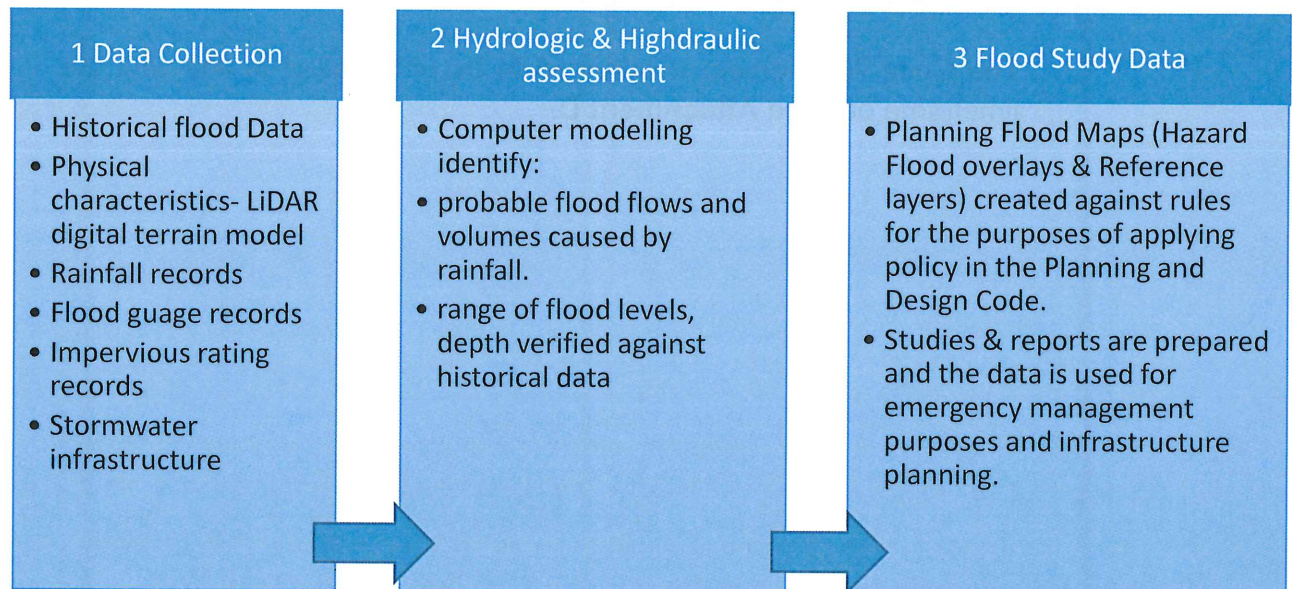 1 Data Collection
• Historical flood Data
• Physical
characteristics- LiDAR
digital terrain model
• Rainfall records
• Flood guage records
• Impervious rating
records
• Stormwater
infrastructure
2 Hydrologic & Highdraulic
assessment
• Computer modelling
identify:
• probable flood flows and
volumes caused by
rainfall.
• range of flood levels,
depth verified against
historical data
3 Flood Study Data
• Planning Flood Maps (Hazard
Flood overlays & Reference
layers) created against rules
for the purposes of applying
policy in the Planning and
Design Code.
• Studies & reports are prepared
and the data is used for
emergency management
purposes and infrastructure
planning.